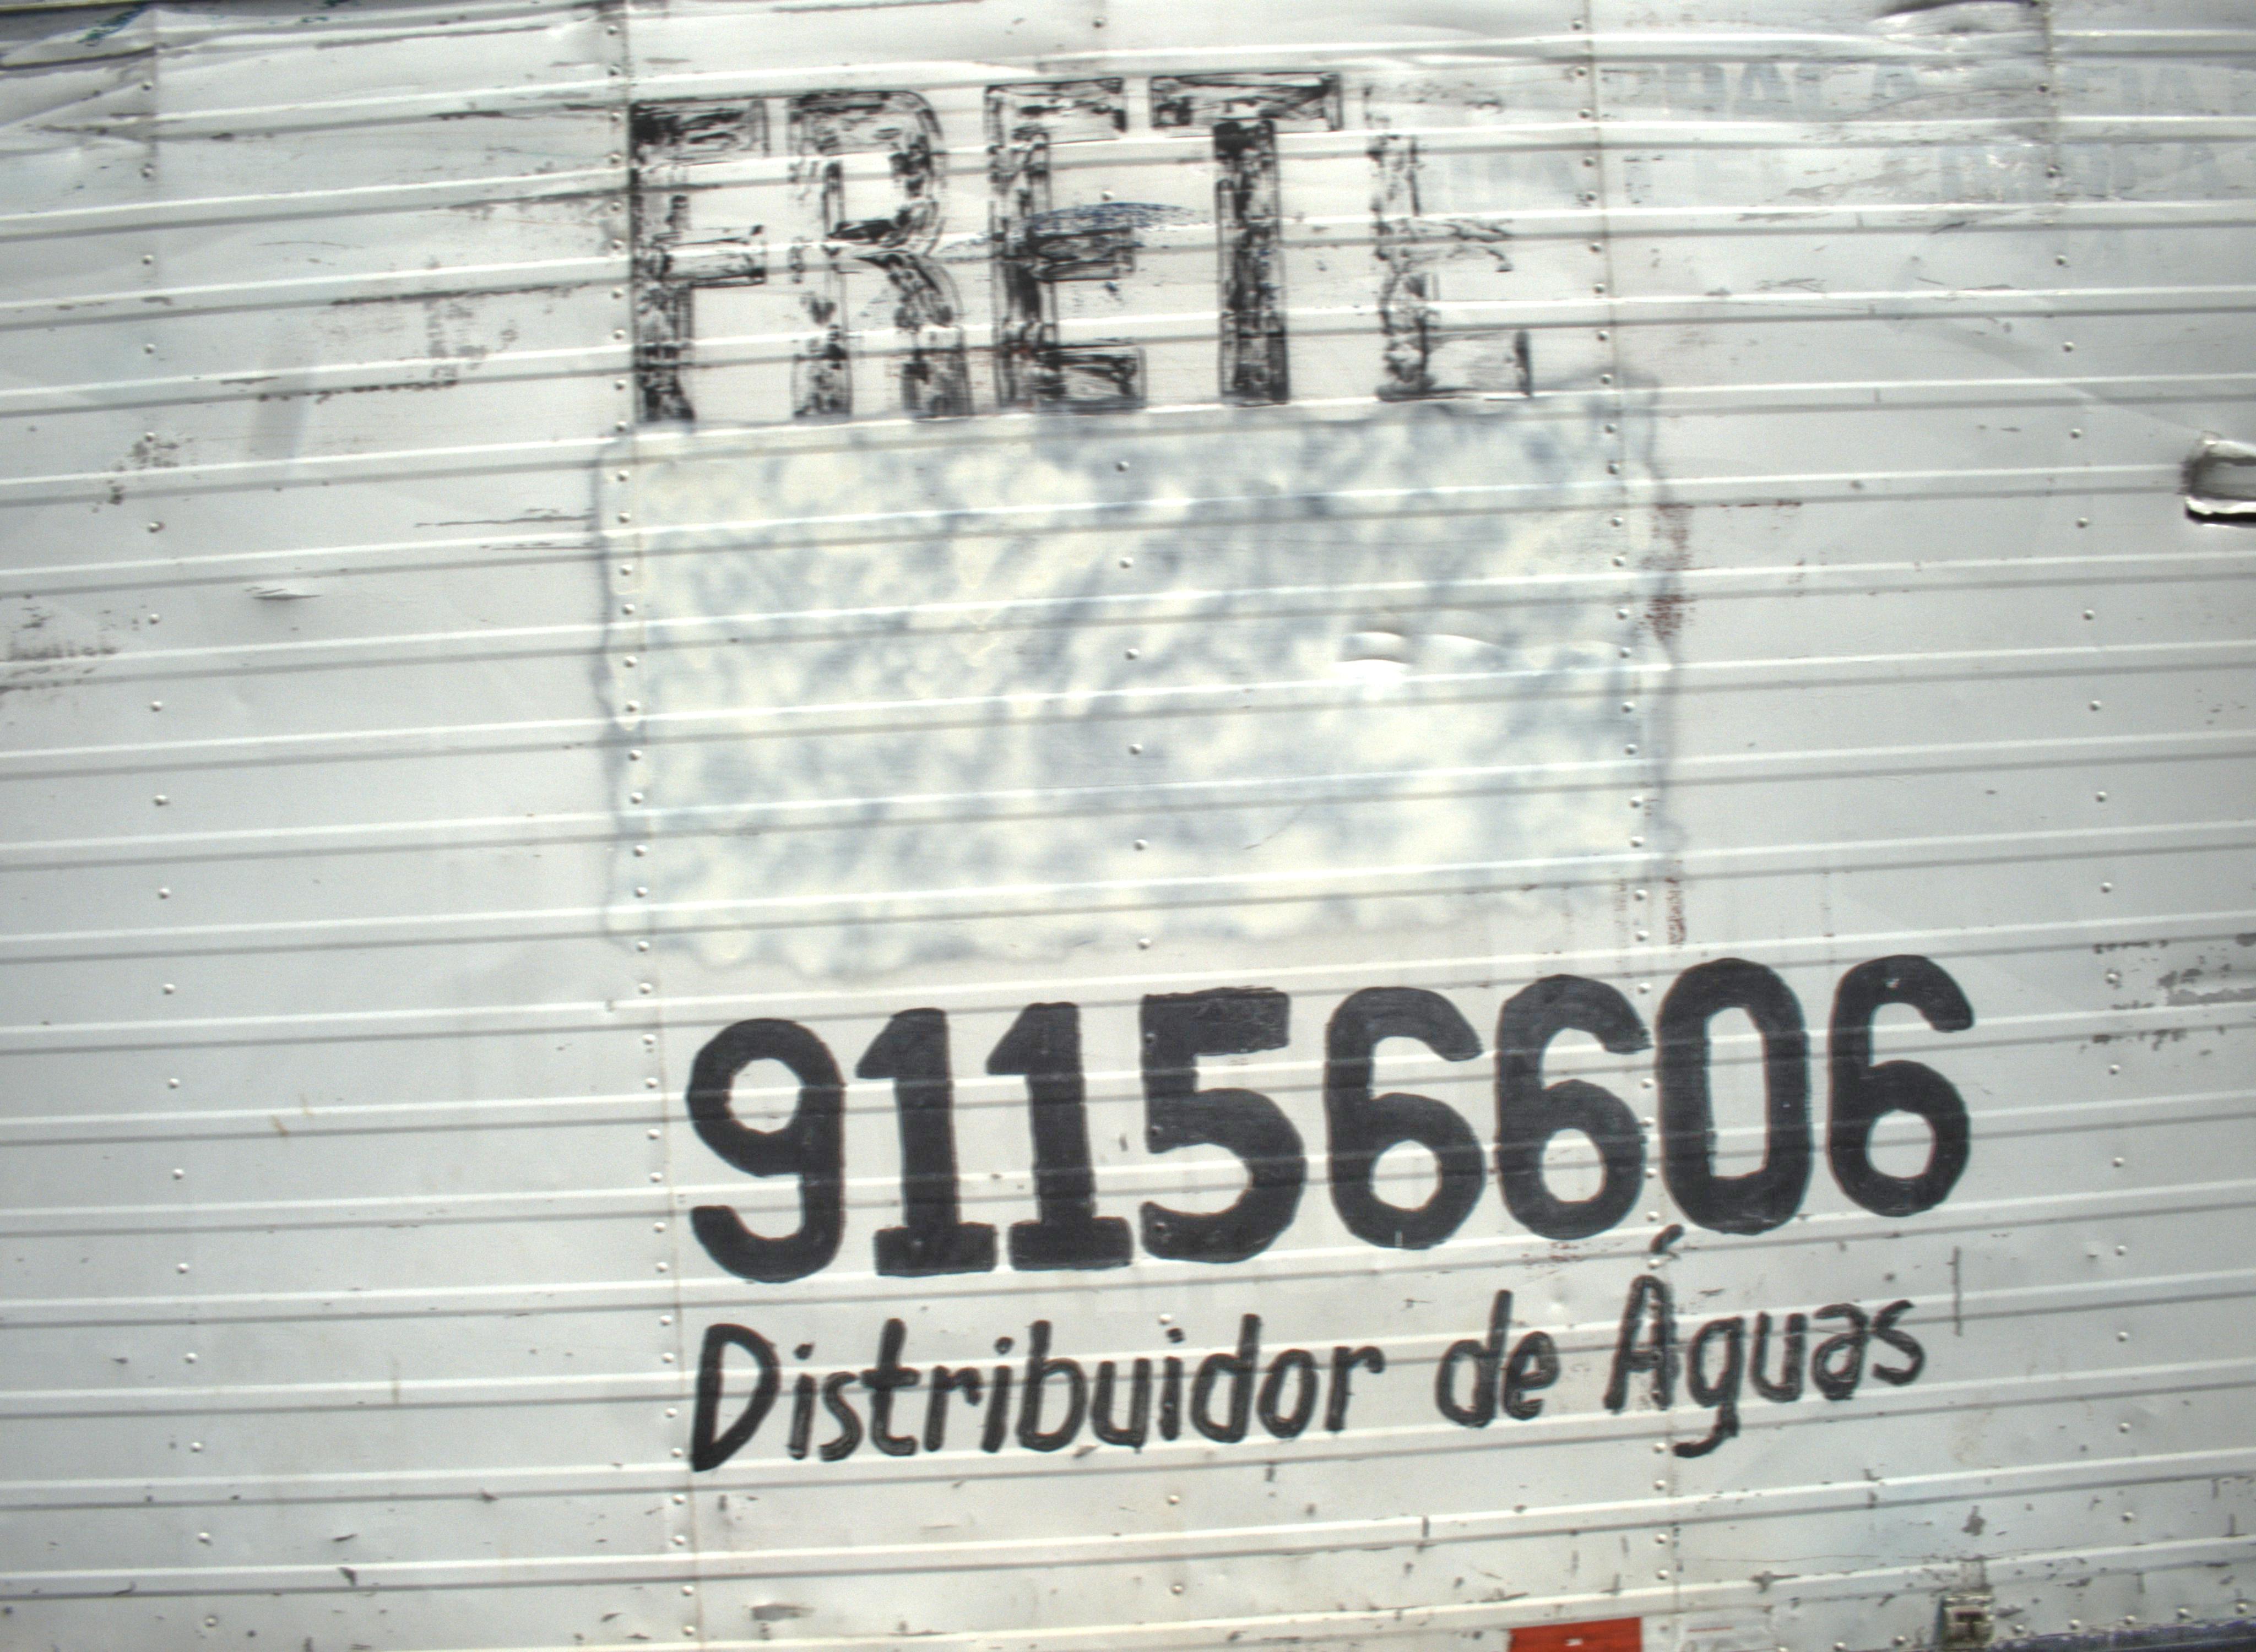 FRETE
91156606
Distribuidor de Águas